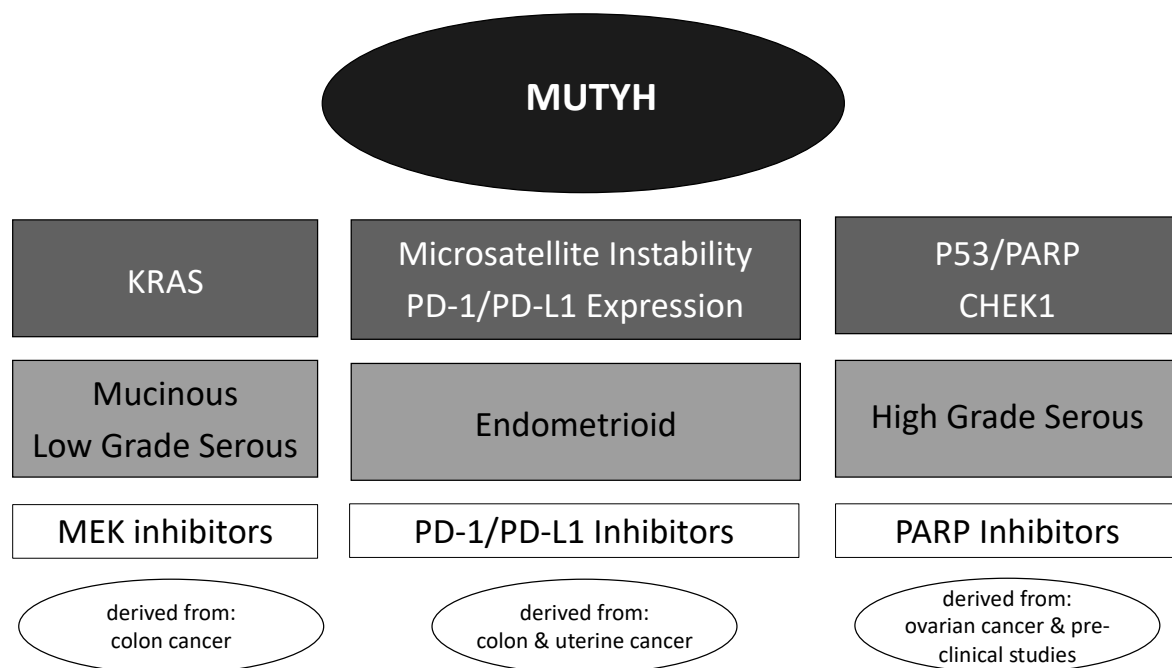 MUTYH
KRAS
Microsatellite Instability
PD-1/PD-L1 Expression
P53/PARP
CHEK1
Mucinous
Low Grade Serous
Endometrioid
High Grade Serous
MEK inhibitors
PD-1/PD-L1 Inhibitors
PARP Inhibitors
derived from:
colon cancer
derived from:
colon & uterine cancer
derived from:
ovarian cancer & pre-
clinical studies